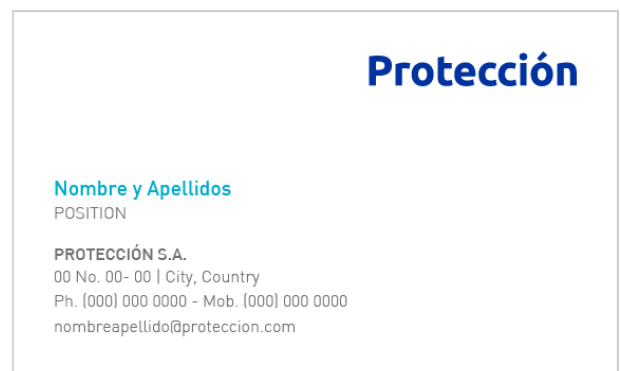 Protección
Nombre y Apellidos
POSITION
PROTECCIÓN S.A.
00 No. 00- 00 | City, Country
Ph. (000) 000 0000 - Mob. (000) 000 0000
nombreapellido@proteccion.com